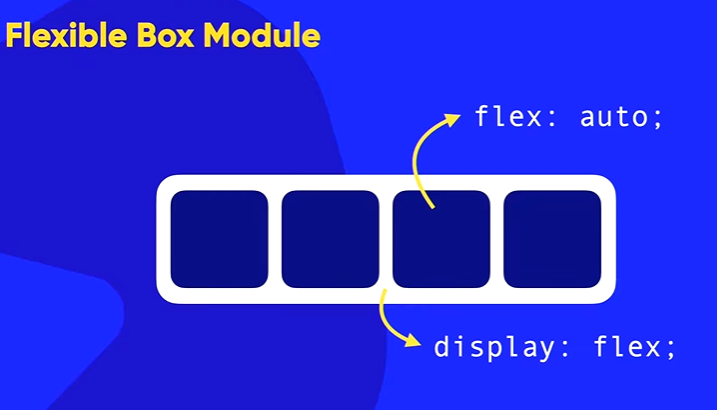 Flexible Box Module
flex: auto;
display: flex;